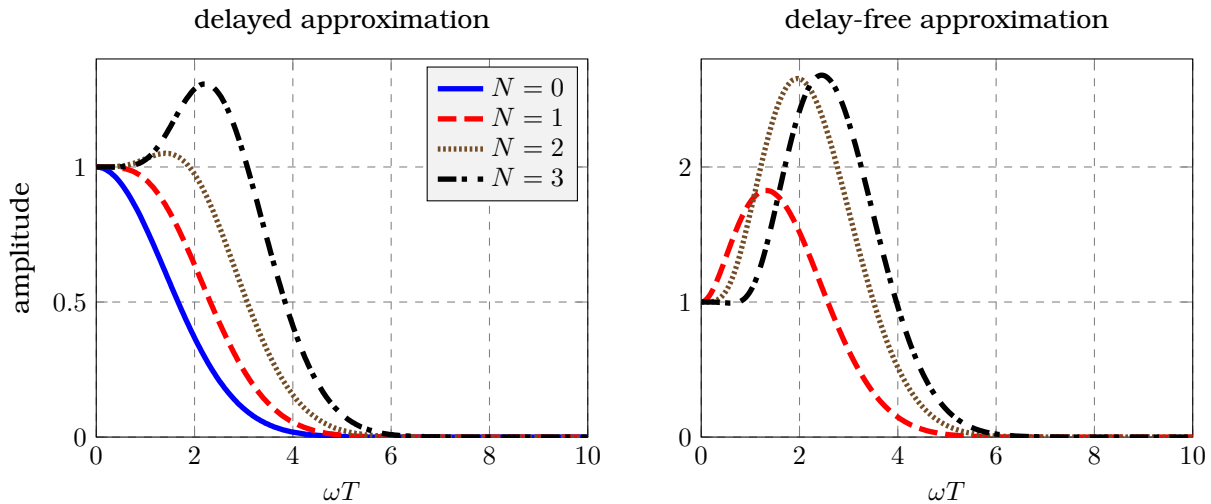 delayed approximation
amplitude
1
0.5
0
0 2 4 6 8 10
ωT
N = 0
N = 1
N = 2
N = 3
delay-free approximation
2
1
0
0 2 4 6 8 10
ωT